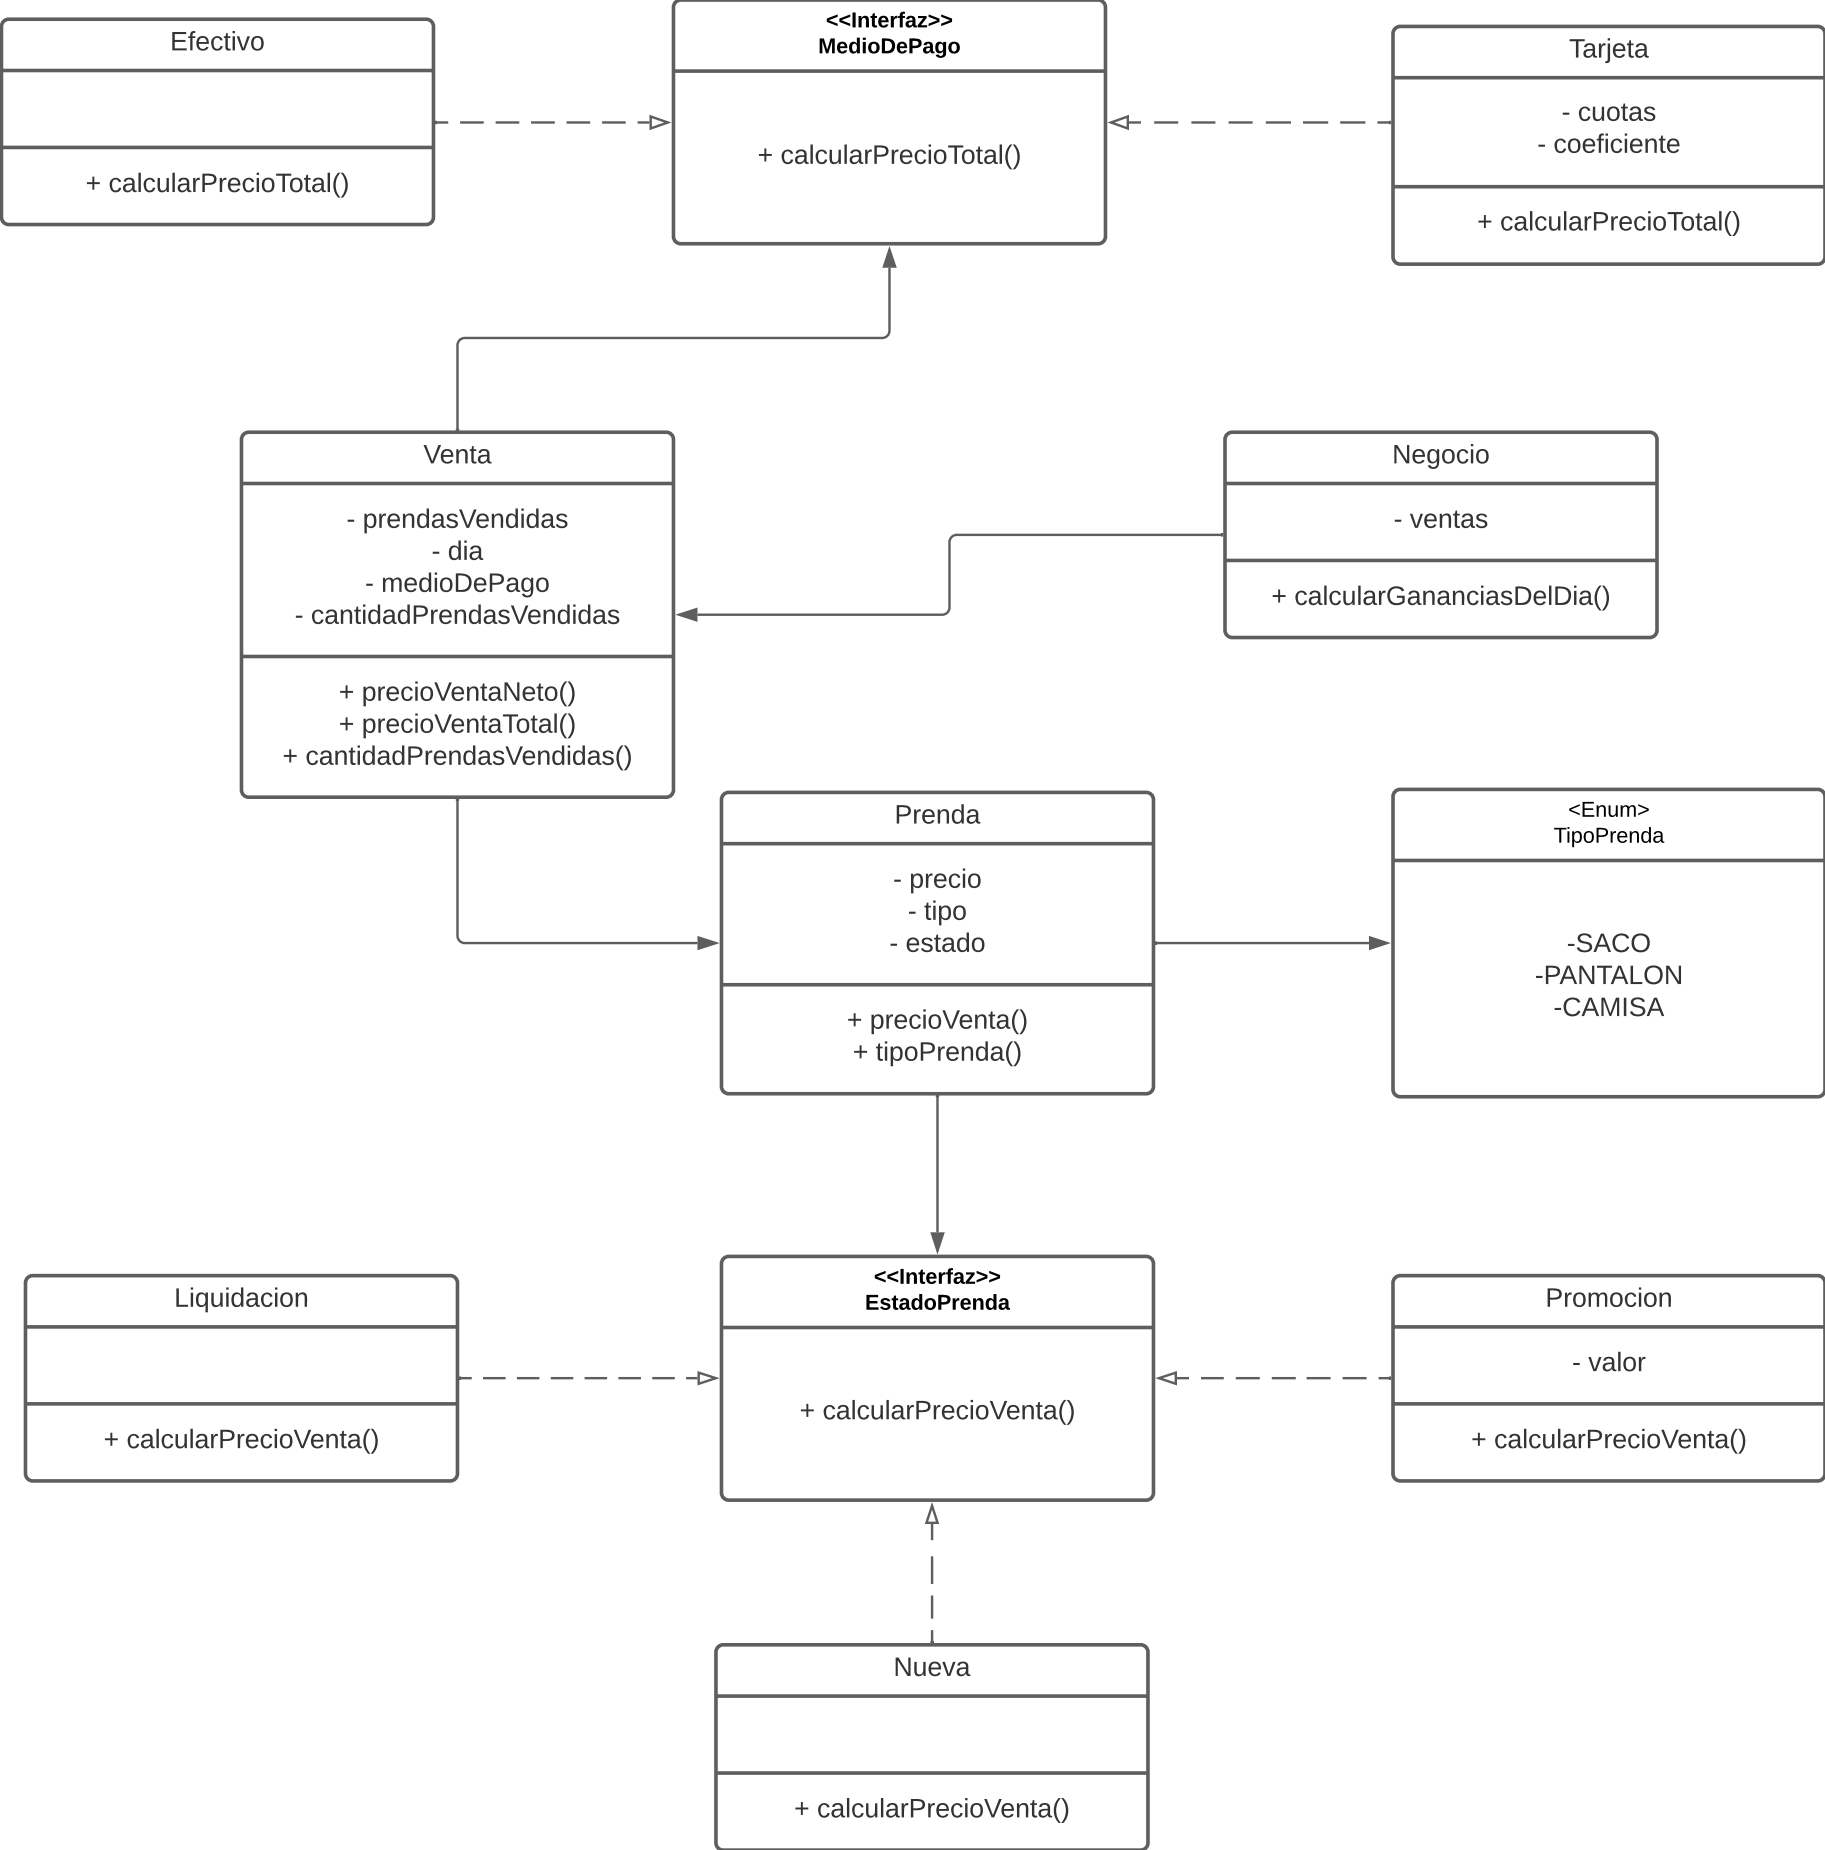 Efectivo
+ calcularPrecioTotal()
<<Interfaz>>
MedioDePago
+ calcularPrecioTotal()
Tarjeta
- cuotas
- coeficiente
+ calcularPrecioTotal()
Venta
- prendasVendidas
- dia
- medioDePago
- cantidadPrendasVendidas
+ precioVentaNeto()
+ precioVentaTotal()
+ cantidadPrendasVendidas()
Negocio
- ventas
+ calcularGananciasDelDia()
Prenda
- precio
- tipo
- estado
+ precioVenta()
+ tipoPrenda()
<Enum>
TipoPrenda
-SACO
-PANTALON
-CAMISA
Liquidacion
+ calcularPrecioVenta()
<<Interfaz>>
EstadoPrenda
+ calcularPrecioVenta()
Promocion
- valor
+ calcularPrecioVenta()
Nueva
+ calcularPrecioVenta()